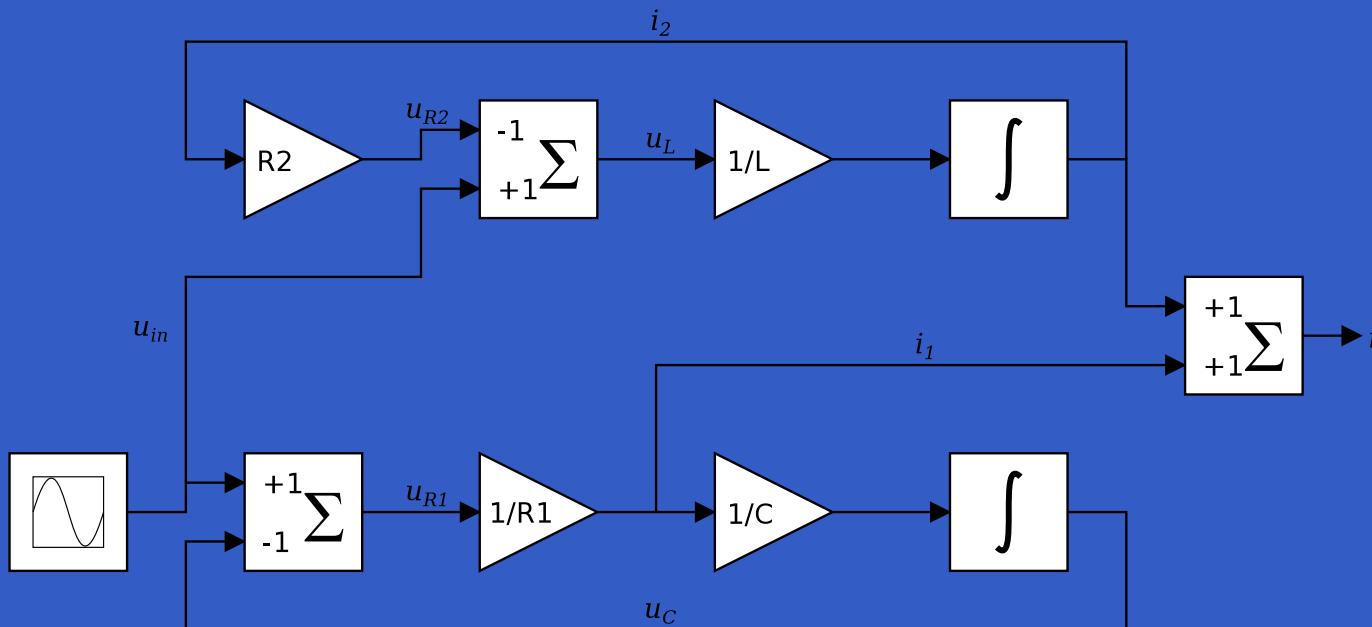 i2
uR2
R2
-1
+1
Σ
uL
1/L
∫
uin
+1
+1
Σ
i1
+1
-1
Σ
uR1
1/R1
1/C
∫
uC